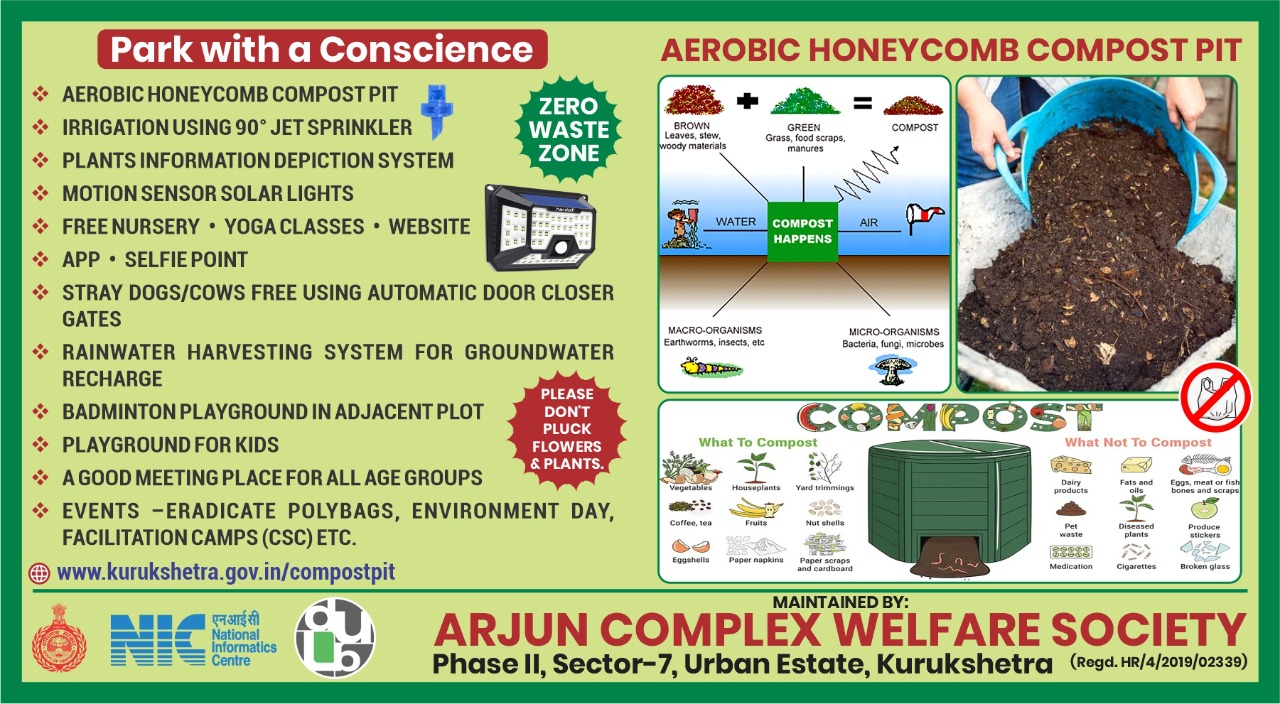 Park with a Conscience
AEROBIC HONEYCOMB COMPOST PIT
IRRIGATION USING 90° JET SPRINKLER
PLANTS INFORMATION DEPICTION SYSTEM
MOTION SENSOR SOLAR LIGHTS
FREE NURSERY • YOGA CLASSES • WEBSITE
APP • SELFIE POINT
STRAY DOGS/COWS FREE USING AUTOMATIC DOOR CLOSER
GATES
RAINWATER HARVESTING SYSTEM FOR GROUNDWATER
RECHARGE
BADMINTON PLAYGROUND IN ADJACENT PLOT
PLAYGROUND FOR KIDS
A GOOD MEETING PLACE FOR ALL AGE GROUPS
EVENTS –ERADICATE POLYBAGS, ENVIRONMENT DAY,
FACILITATION CAMPS (CSC) ETC.
www.kurukshetra.gov.in/compostpit
ZERO
WASTE
ZONE
PLEASE
DON'T
PLUCK
FLOWERS
& PLANTS.
AEROBIC HONEYCOMB COMPOST PIT
BROWN
Leaves, stew,
woody materials
GREEN
Grass, food scraps,
manures
COMPOST
WATER
COMPOST
HAPPENS
AIR
MACRO-ORGANISMS
Earthworms, insects, etc
MICRO-ORGANISMS
Bacteria, fungi, microbes
COMPOST
What To Compost
Vegetables
Houseplants
Yard trimmings
Coffee, tea
Fruits
Nut shells
Eggshells
Paper napkins
Paper scraps
and cardboard
What Not To Compost
Dairy
products
Fats and
oils
Eggs, meat or fish
bones and scraps
Pet
waste
Diseased
plants
Produce
stickers
Medication
Cigarettes
Broken glass
NIC
एन आई सी
National
Informatics
Centre
MAINTAINED BY:
ARJUN COMPLEX WELFARE SOCIETY
Phase II, Sector-7, Urban Estate, Kurukshetra
(Regd. HR/4/2019/02339)